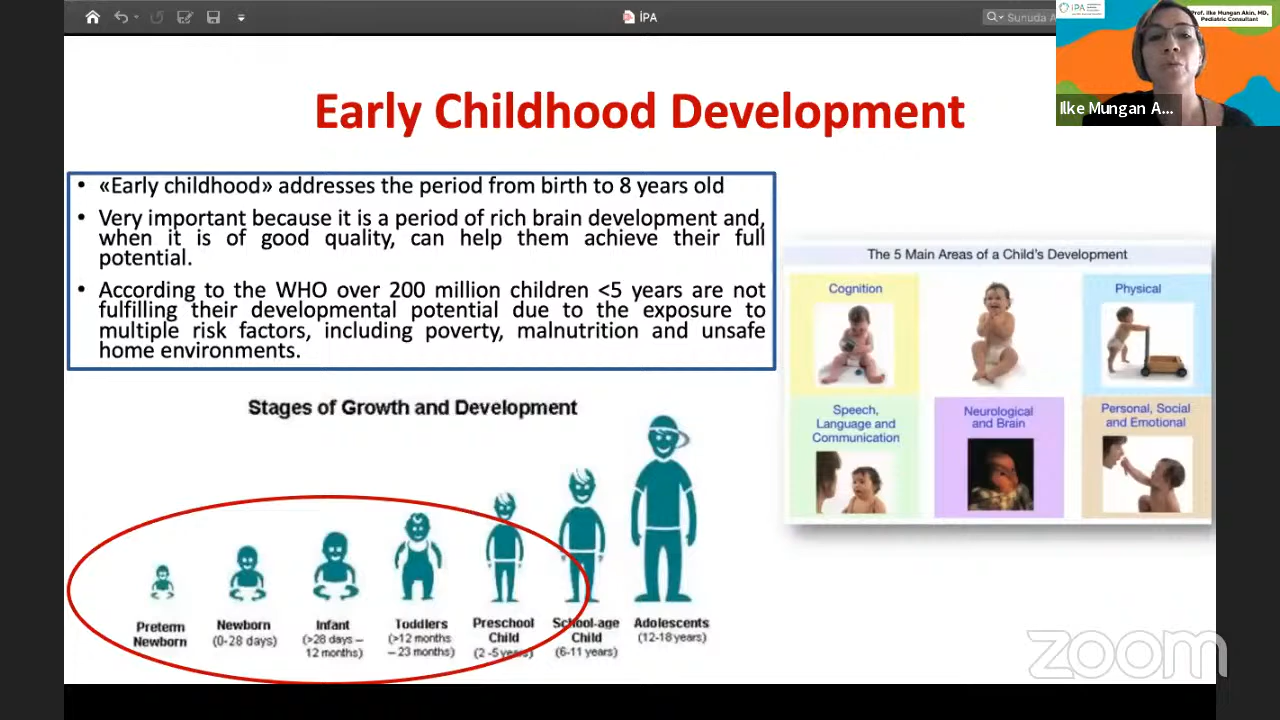 İPA
Sunuda A
iPA
Prof. Ilke Mungan Akin, MD,
Pediatric Consultant
Ilke Mungan A...
Early Childhood Development
• «Early childhood» addresses the period from birth to 8 years old
• Very important because it is a period of rich brain development and,
when it is of good quality, can help them achieve their full
potential.
• According to the WHO over 200 million children <5 years are not
fulfilling their developmental potential due to the exposure to
multiple risk factors, including poverty, malnutrition and unsafe
home environments.
The 5 Main Areas of a Child's Development
Cognition
Physical
Speech,
Language and
Communication
Neurological
and Brain
Personal, Social
and Emotional
Stages of Growth and Development
Preterm
Newborn
Newborn
(0-28 days)
Infant
(>28 days –
12 months)
Toddlers
(>12 months
– 23 months)
Preschool
Child
(2 -5 years)
School-age
Child
(6-11 years)
Adolescents
(12-18 years)
zoom